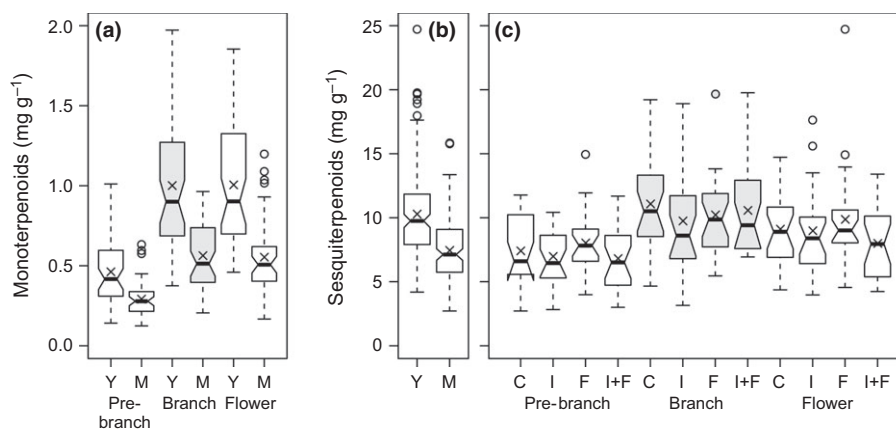 (a)
Monoterpenoids (mg g⁻¹)
2.0
1.5
1.0
0.5
0.0
Y M Y M Y M
Pre-
branch
Branch
Flower
(b)
Sesquiterpenoids (mg g⁻¹)
25
20
15
10
5
0
Y M
(c)
C I F I+F C I F I+F C I F I+F
Pre-branch Branch Flower